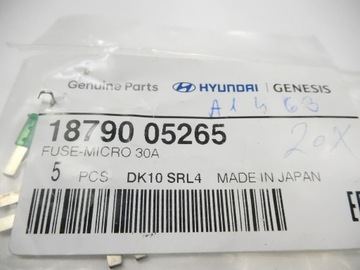 Genuine Parts HYUNDAI | GENESIS
A1463
18790 05265
FUSE-MICRO 30A
20X
5 PCS DK10 SRL4 MADE IN JAPAN